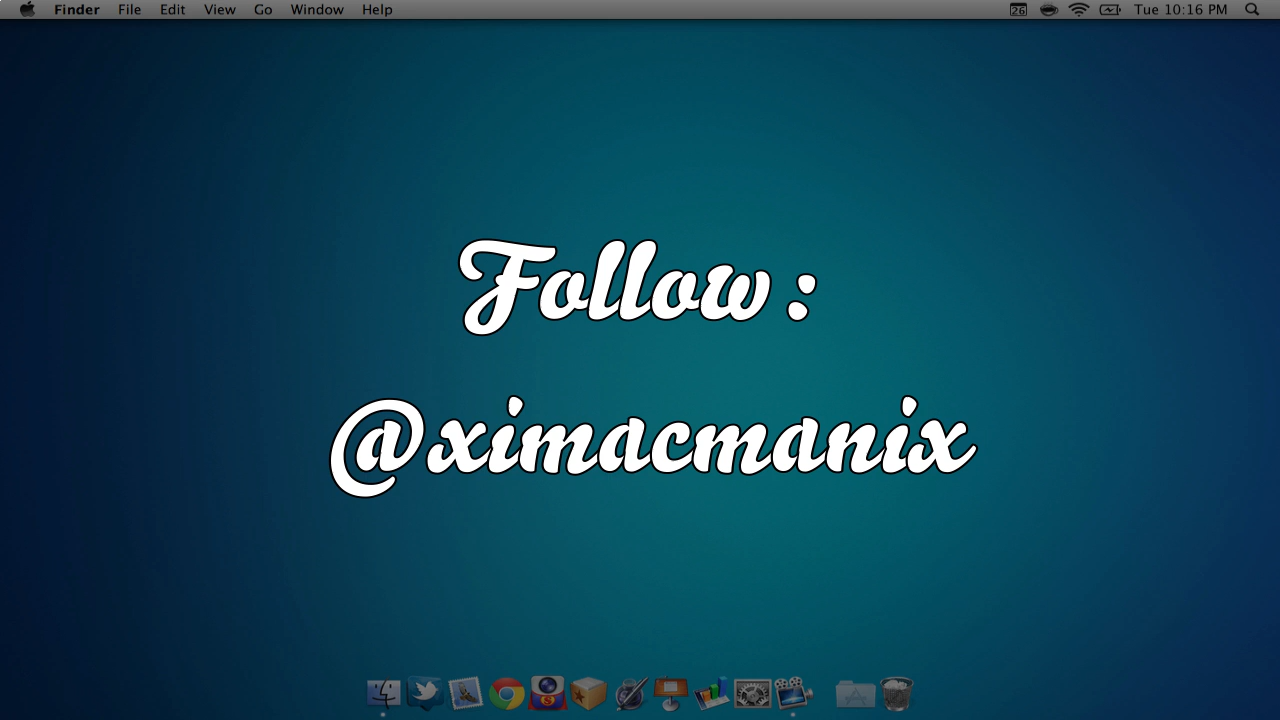 Finder File Edit View Go Window Help 26 Tue 10:16 PM
Follow :
@ximacmanix